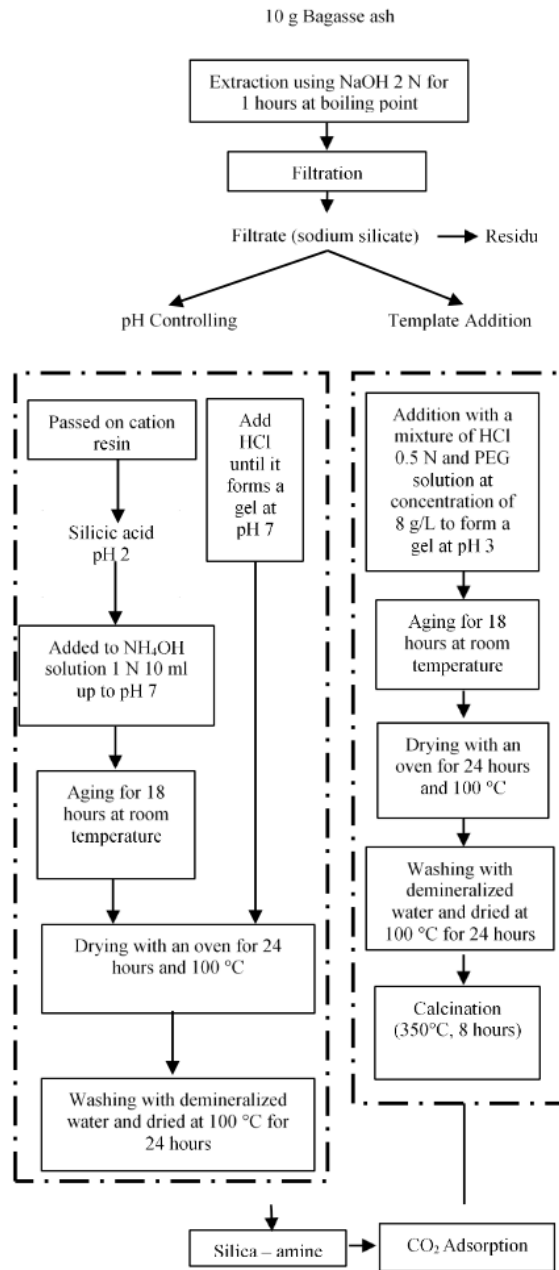 10 g Bagasse ash
Extraction using NaOH 2 N for
1 hours at boiling point
Filtration
Filtrate (sodium silicate)
Residu
pH Controlling
Template Addition
Passed on cation
resin
Silicic acid
pH 2
Added to NH₄OH
solution 1 N 10 ml
up to pH 7
Aging for 18
hours at room
temperature
Add
HCl
until it
forms a
gel at
pH 7
Drying with an oven for 24
hours and 100 °C
Washing with demineralized
water and dried at 100 °C for
24 hours
Addition with a
mixture of HCl
0.5 N and PEG
solution at
concentration of
8 g/L to form a
gel at pH 3
Aging for 18
hours at room
temperature
Drying with an
oven for 24 hours
and 100 °C
Washing with
demineralized
water and dried at
100 °C for 24 hours
Calcination
(350°C, 8 hours)
Silica – amine
CO₂ Adsorption